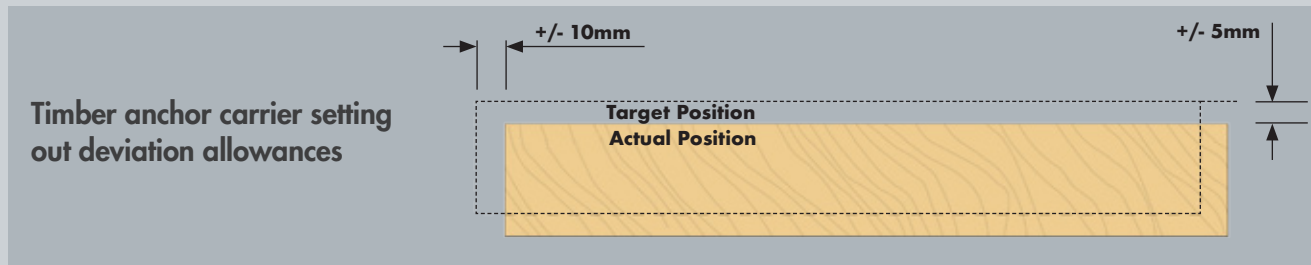 +/- 10mm
+/- 5mm
Timber anchor carrier setting
out deviation allowances
Target Position
Actual Position